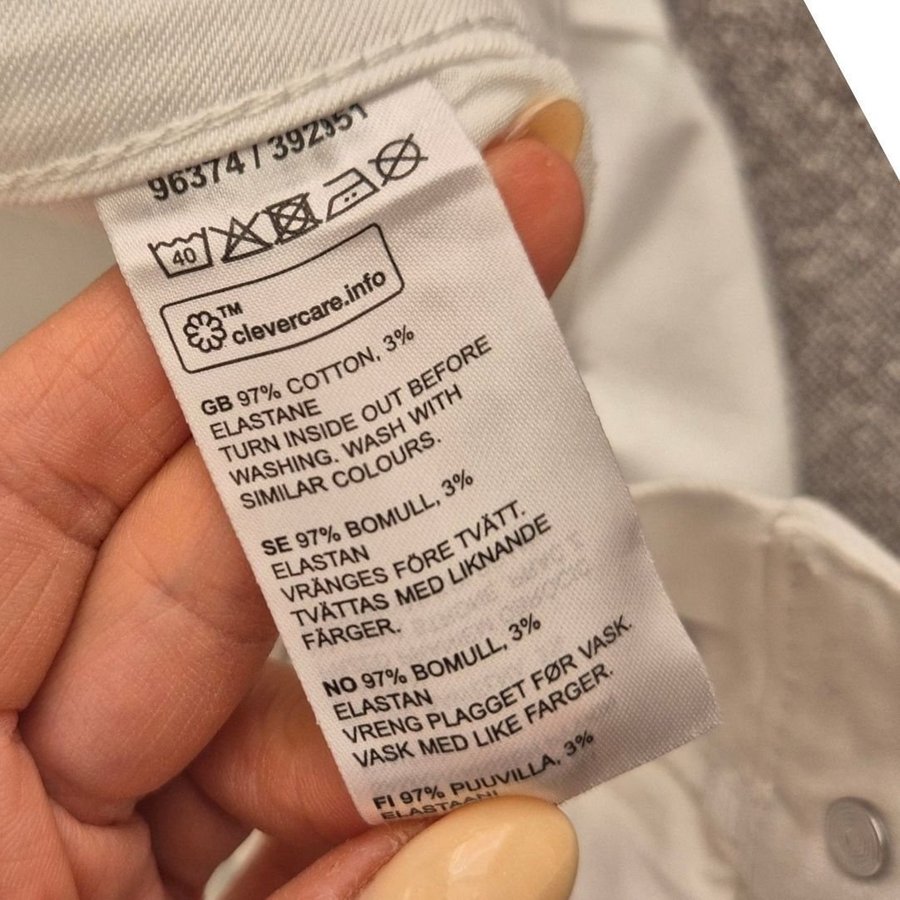 96374 / 392951
40
TM
clevercare.info
GB 97% COTTON, 3%
ELASTANE
TURN INSIDE OUT BEFORE
WASHING. WASH WITH
SIMILAR COLOURS.
SE 97% BOMULL, 3%
ELASTAN
VRÄNGES FÖRE TVÄTT.
TVÄTTAS MED LIKNANDE
FÄRGER.
NO 97% BOMULL, 3%
ELASTAN
VRENG PLAGGET FØR VASK.
VASK MED LIKE FARGER.
FI 97% PUUVILLA, 3%
ELASTAANI